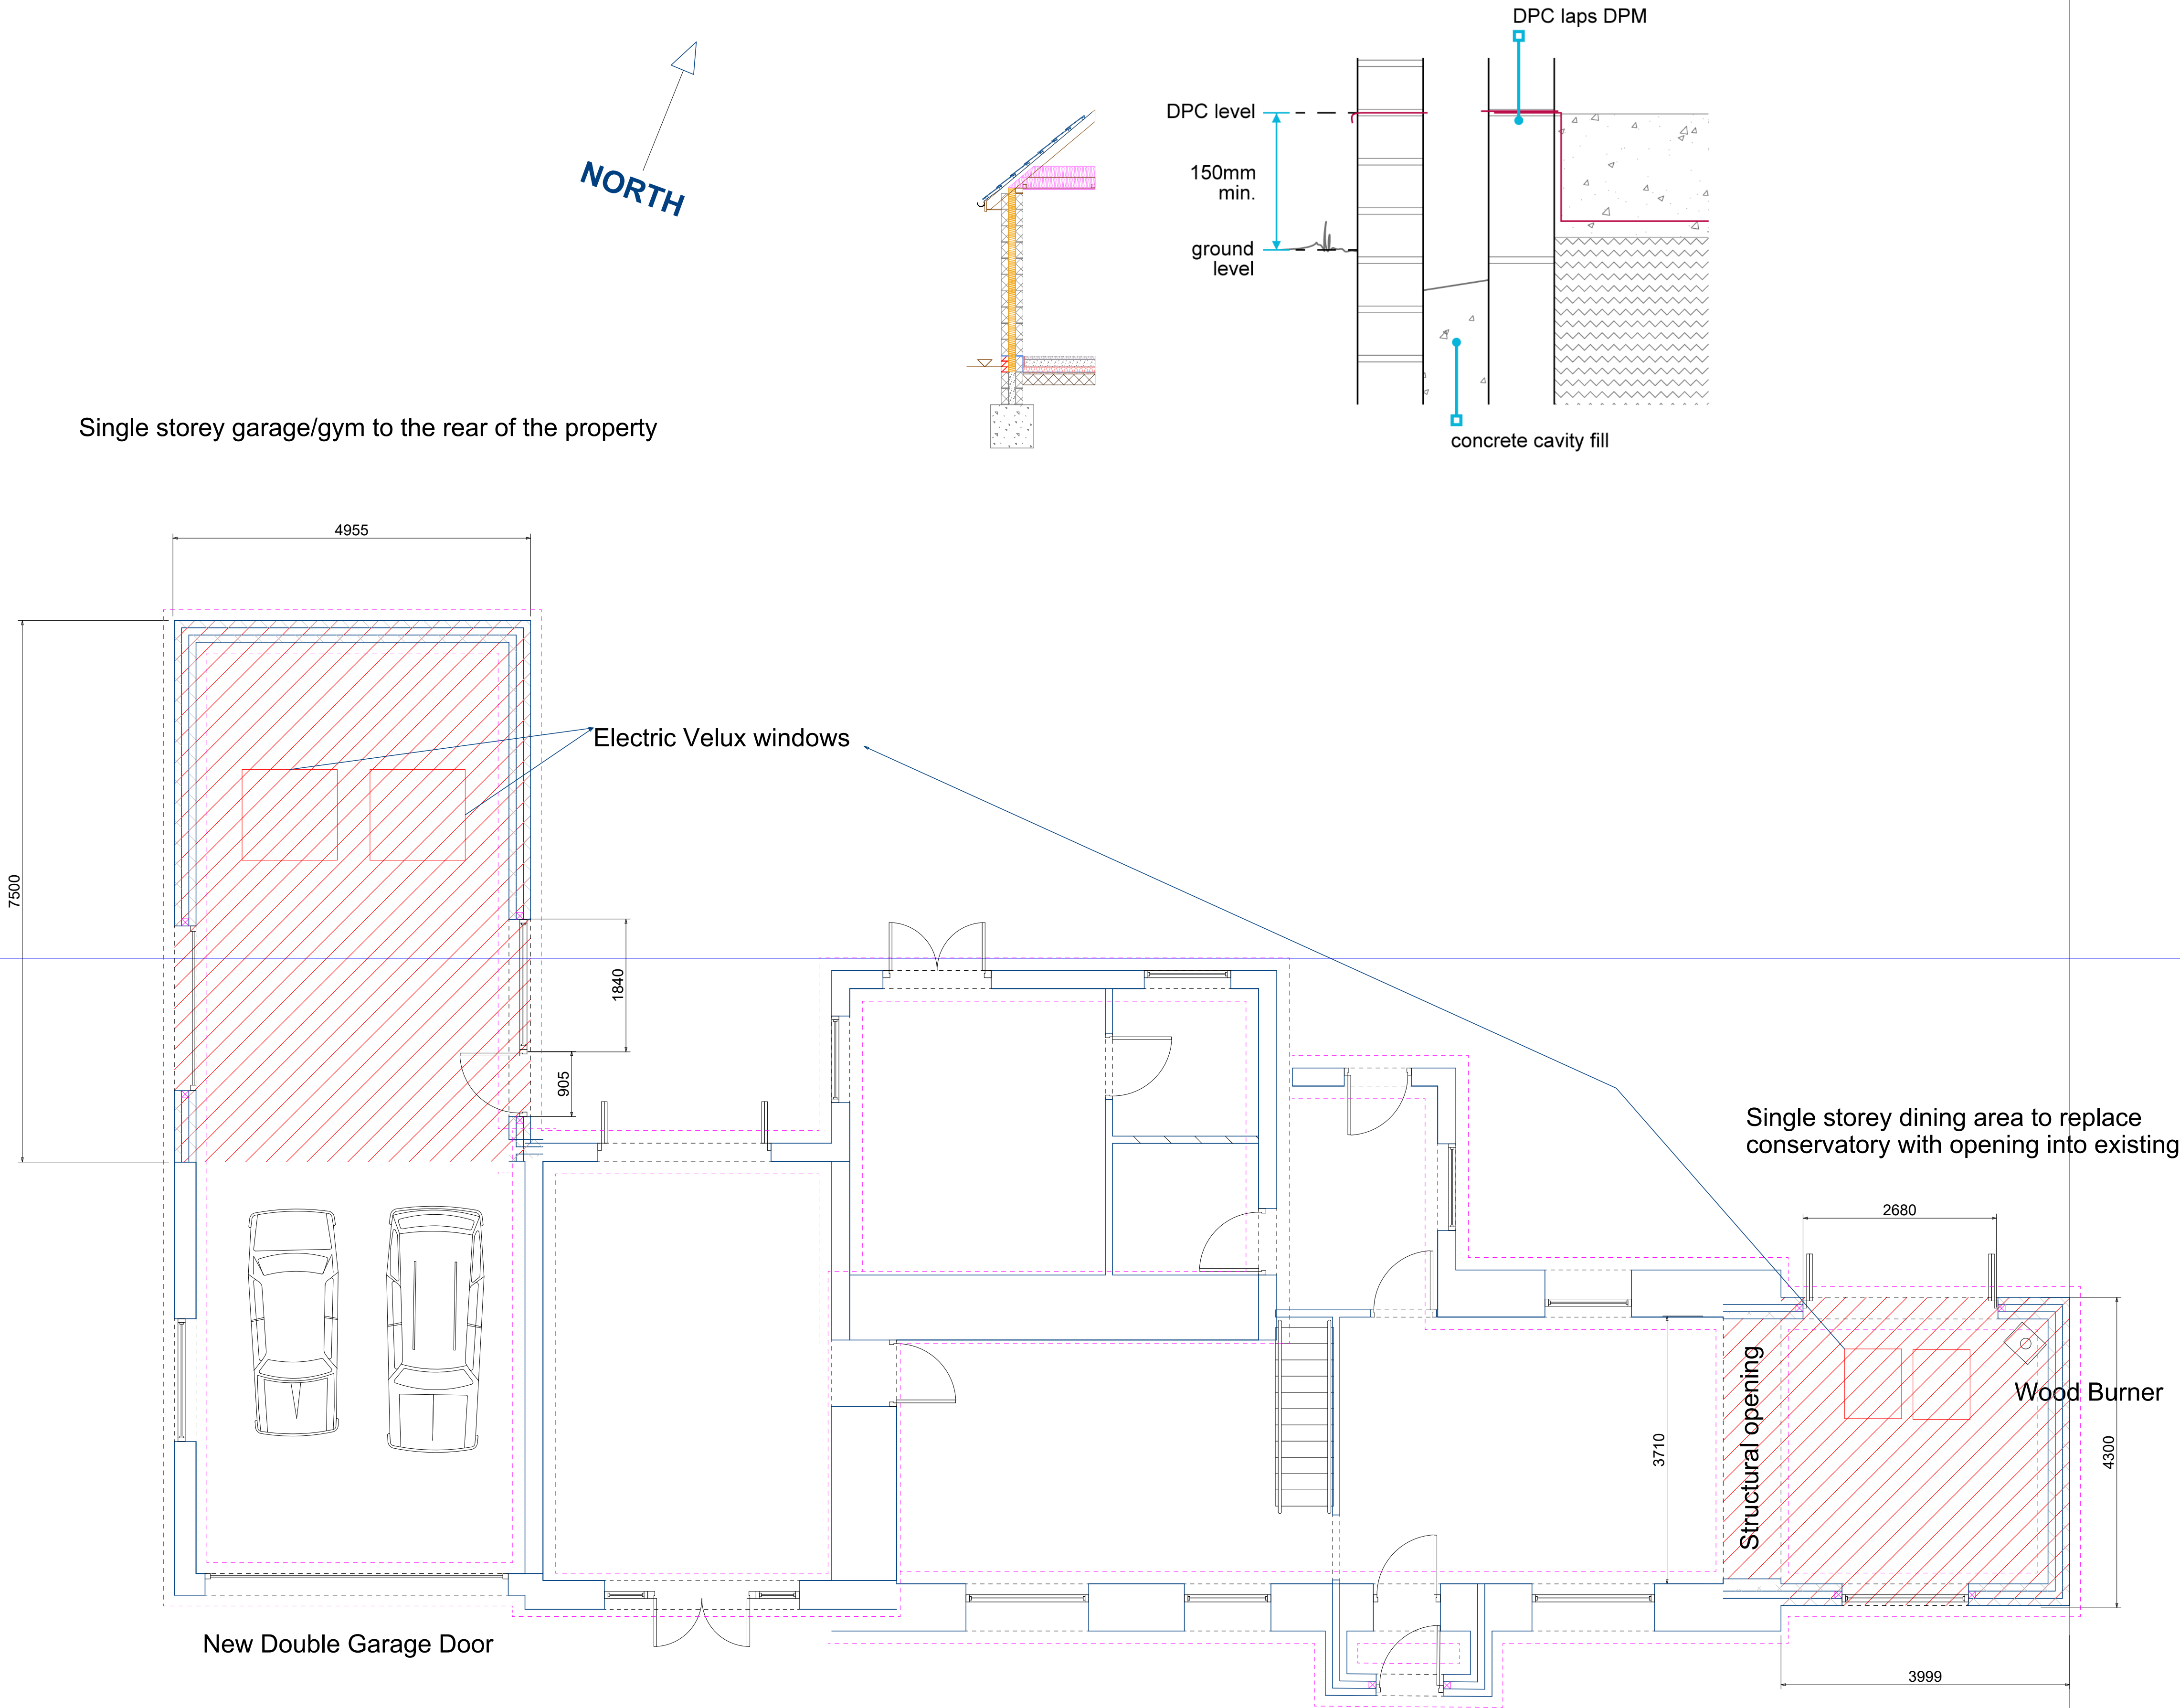 DPC laps DPM
DPC level
150mm
min.
ground
level
concrete cavity fill
NORTH
Single storey garage/gym to the rear of the property
4955
7500
Electric Velux windows
1840
905
Single storey dining area to replace
conservatory with opening into existing
2680
Structural opening
Wood Burner
3710
4300
New Double Garage Door
3999